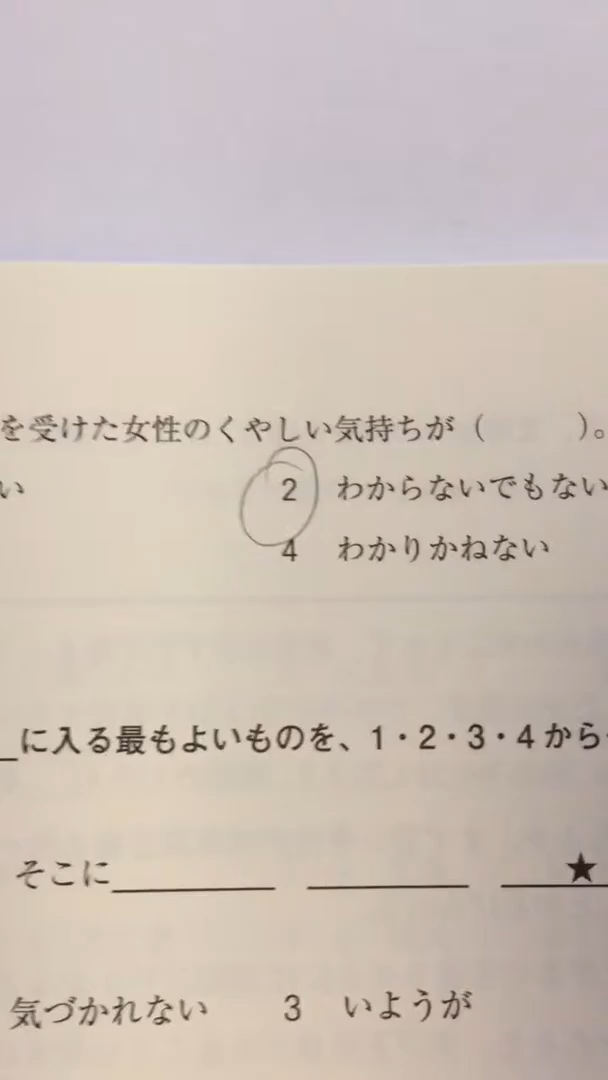 を受けた女性のくやしい気持ちが（　　　）。
い　2　わからないでもない
4　わかりかねない
に入る最もよいものを、1・2・3・4から
そこに＿＿＿ ＿＿＿ ＿★
気づかれない　3　いようが